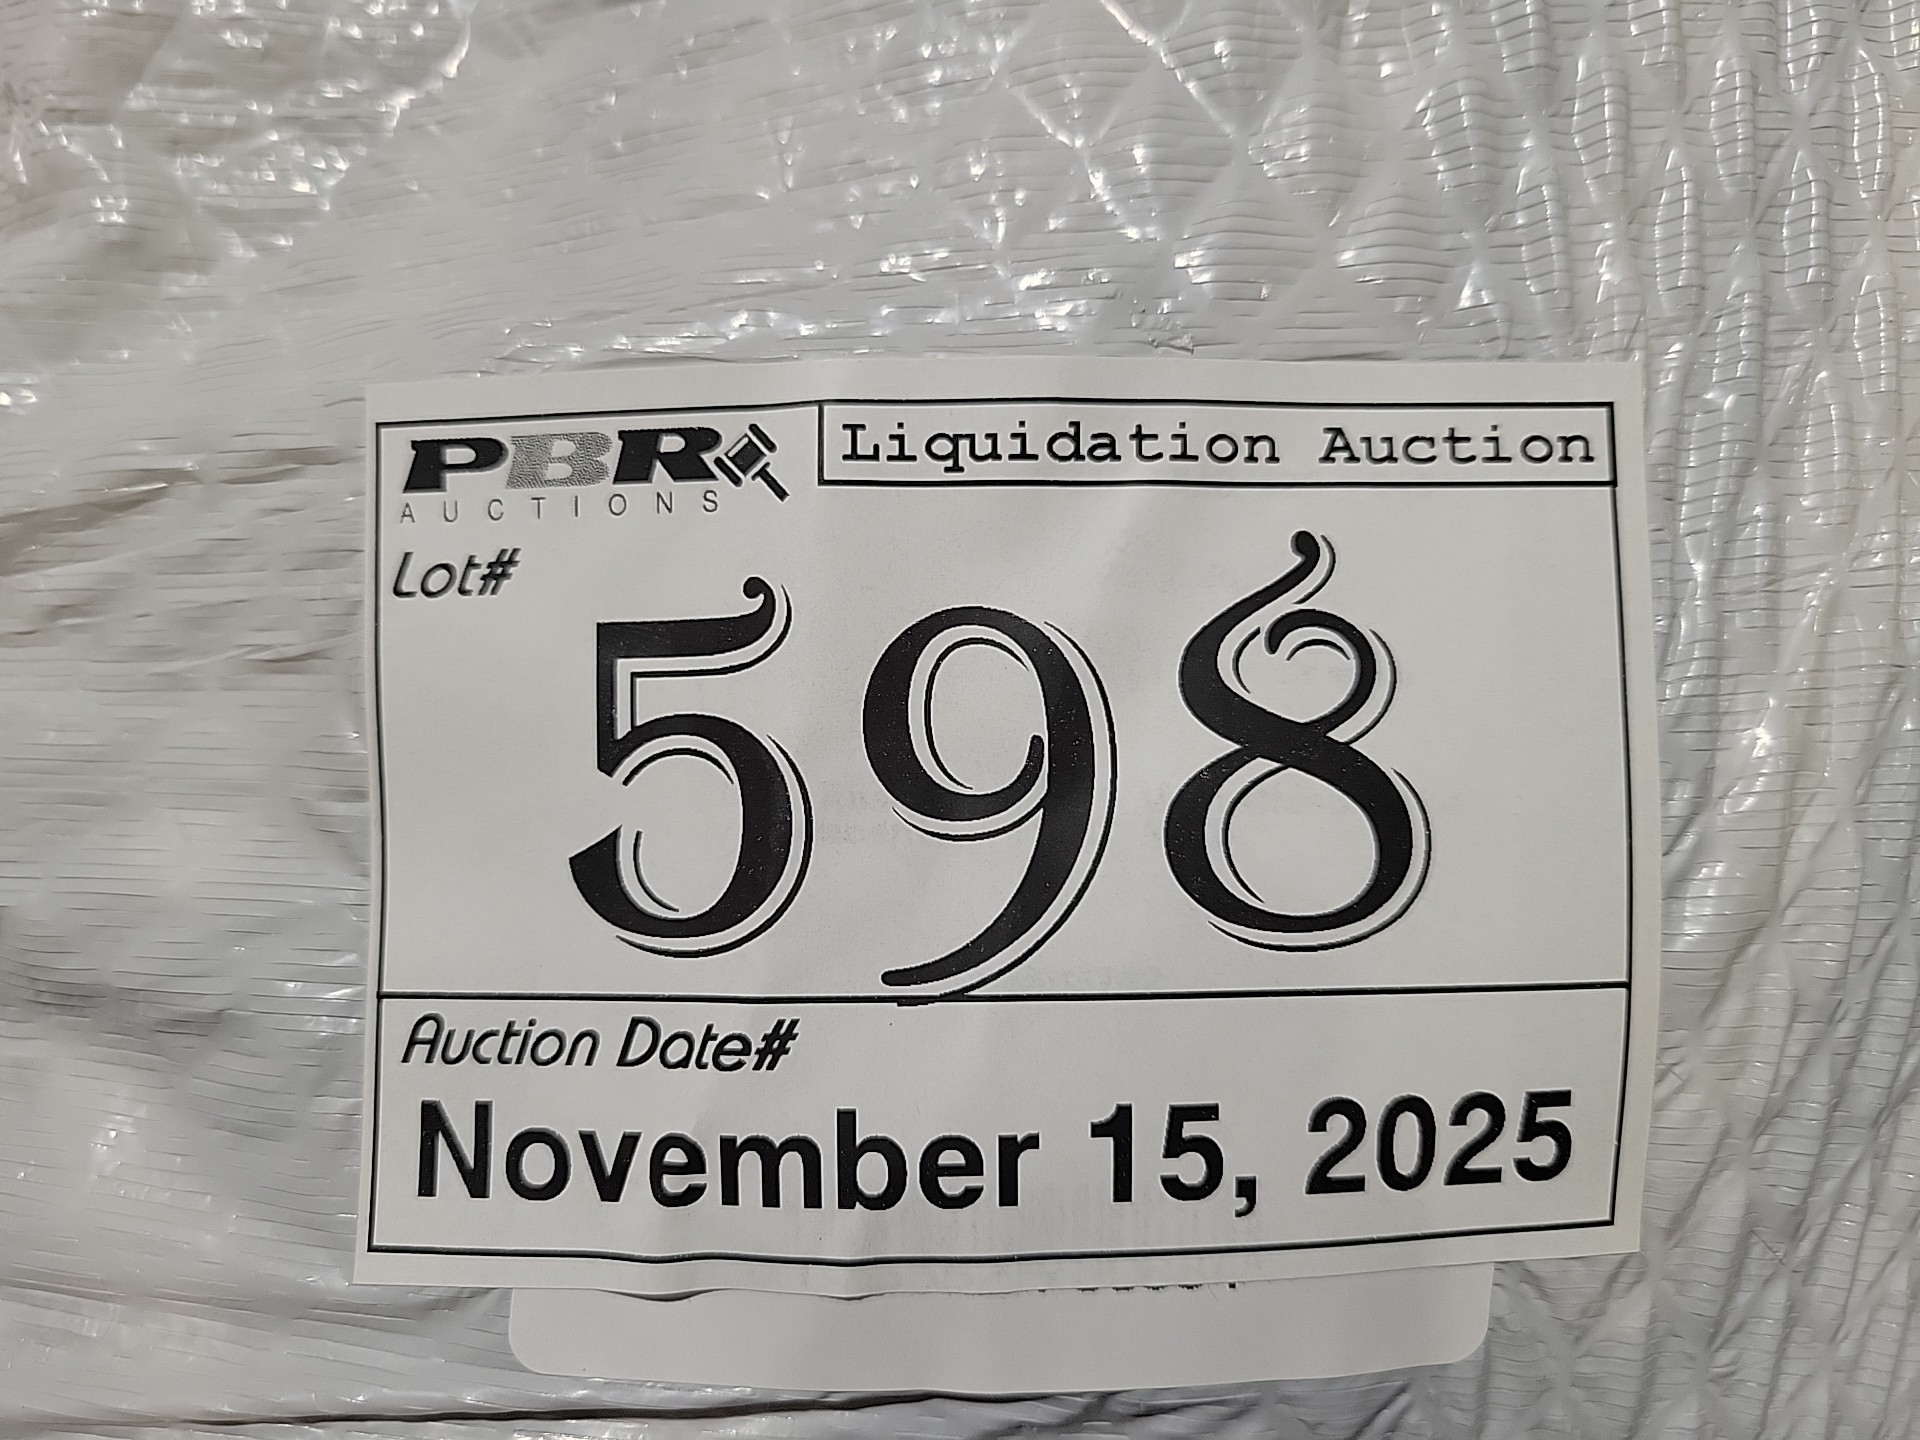 PBR
AUCTIONS
Liquidation Auction
Lot#
598
Auction Date#
November 15, 2025